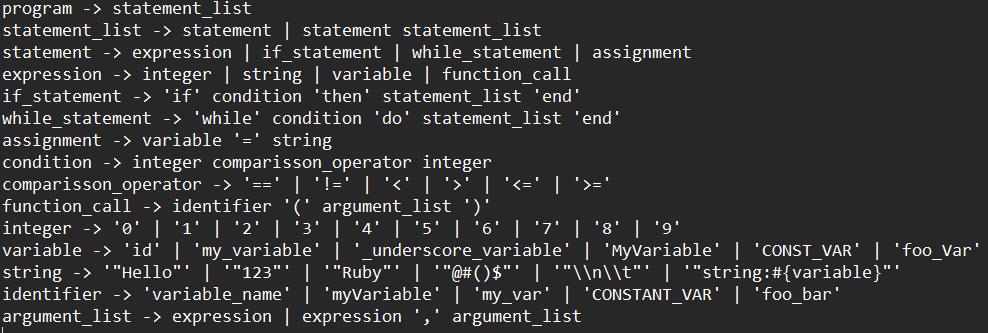 program -> statement_list
statement_list -> statement | statement statement_list
statement -> expression | if_statement | while_statement | assignment
expression -> integer | string | variable | function_call
if_statement -> 'if' condition 'then' statement_list 'end'
while_statement -> 'while' condition 'do' statement_list 'end'
assignment -> variable '=' string
condition -> integer comparisson_operator integer
comparisson_operator -> '==' | '!=' | '<' | '>' | '<=' | '>='
function_call -> identifier '(' argument_list ')'
integer -> '0' | '1' | '2' | '3' | '4' | '5' | '6' | '7' | '8' | '9'
variable -> 'id' | 'my_variable' | '_underscore_variable' | 'MyVariable' | 'CONST_VAR' | 'foo_Var'
string -> '"Hello"' | '"123"' | '"Ruby"' | '"@#()$"' | '"\\n\\t"' | '"string:#{variable}"'
identifier -> 'variable_name' | 'myVariable' | 'my_var' | 'CONSTANT_VAR' | 'foo_bar'
argument_list -> expression | expression ',' argument_list